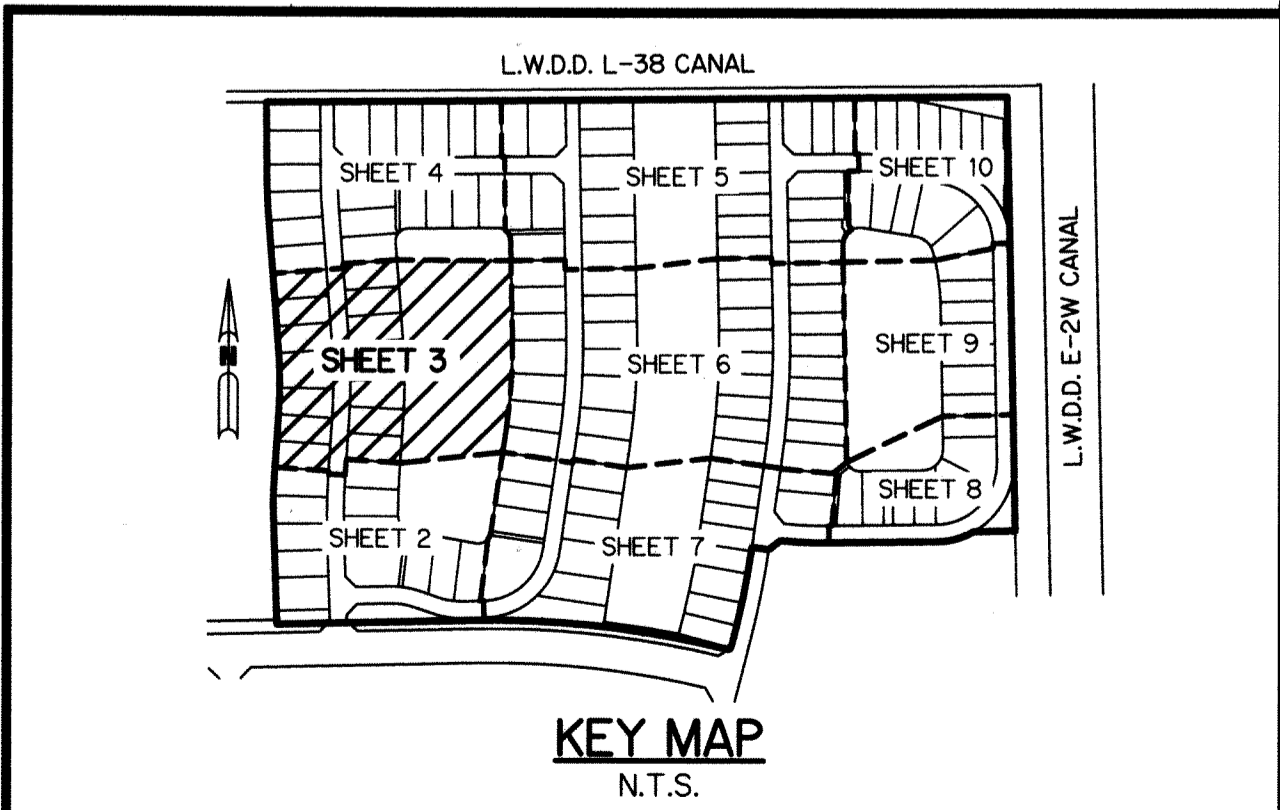 L.W.D.D. L-38 CANAL
SHEET 4
SHEET 5
SHEET 10
L.W.D.D. E-2W CANAL
N
SHEET 3
SHEET 6
SHEET 9
SHEET 8
SHEET 2
SHEET 7
KEY MAP
N.T.S.